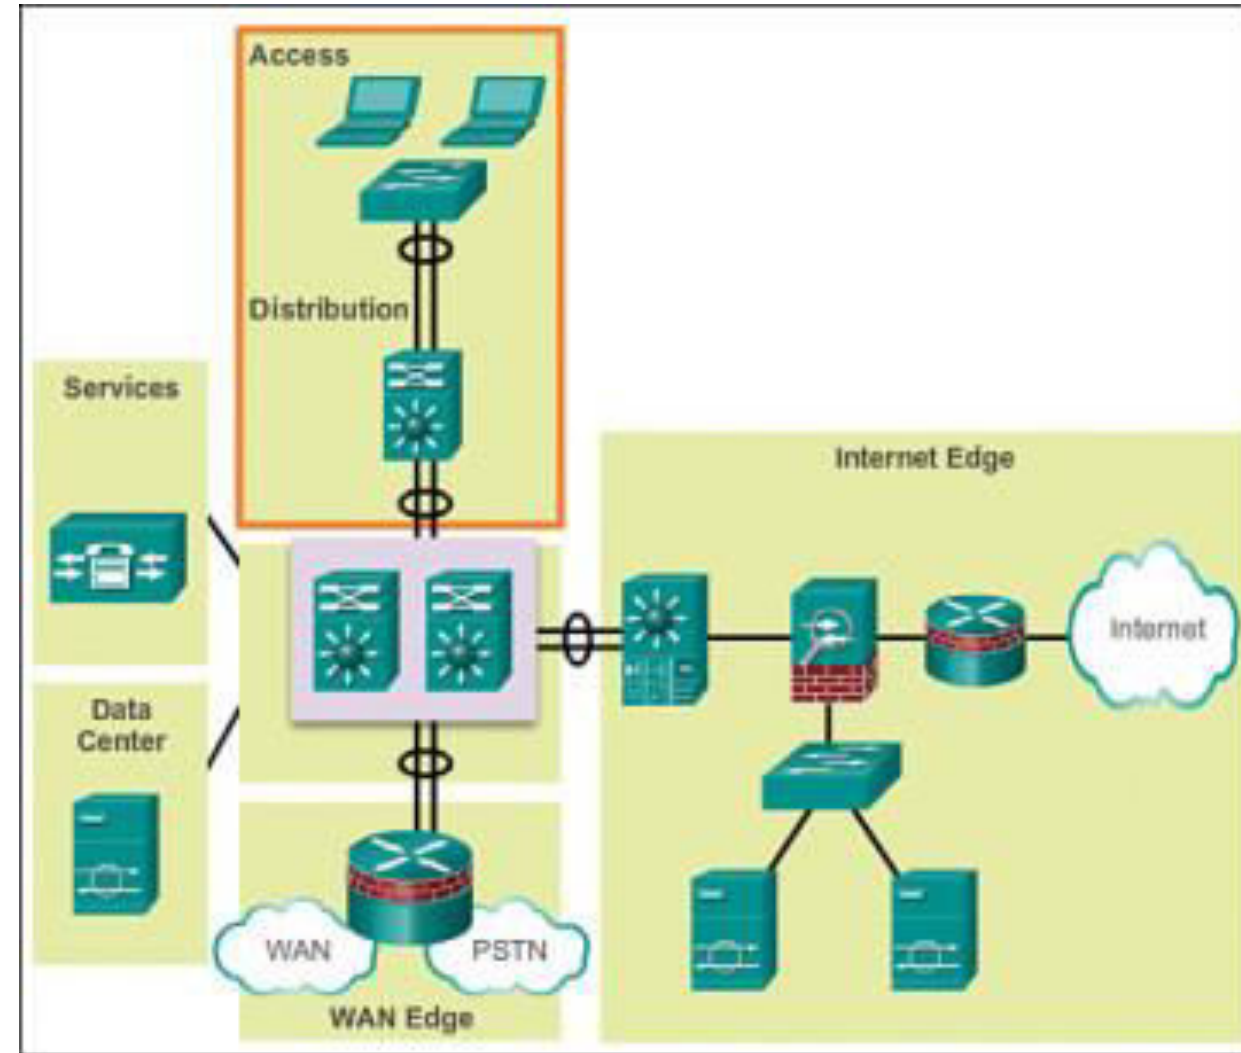 Access
Distribution
Services
Internet Edge
Internet
Data
Center
WAN
PSTN
WAN Edge